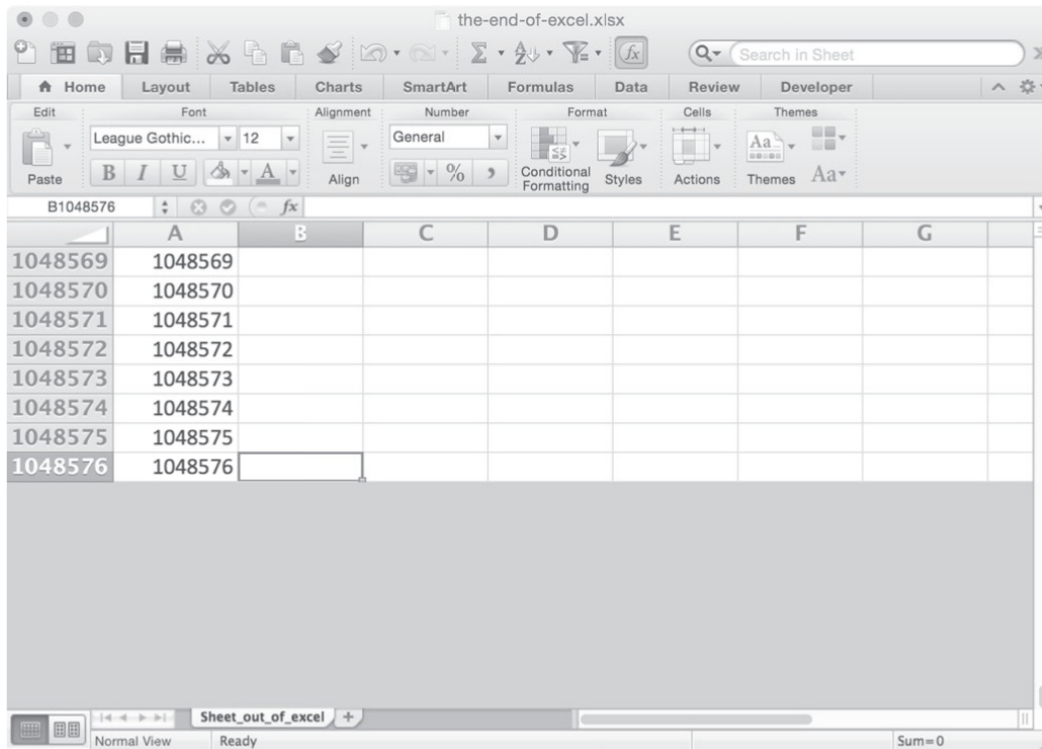 the-end-of-excel.xlsx
fx Search in Sheet
Home Layout Tables Charts SmartArt Formulas Data Review Developer
Edit Font Alignment Number Format Cells Themes
League Gothic... 12 General
Paste B I U A Align % , Conditional Formatting Styles Actions Aa Themes Aa
B1048576 fx
A B C D E F G
1048569 1048569
1048570 1048570
1048571 1048571
1048572 1048572
1048573 1048573
1048574 1048574
1048575 1048575
1048576 1048576
Sheet_out_of_excel +
Normal View Ready Sum=0